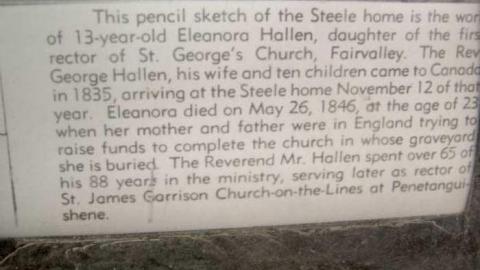 This pencil sketch of the Steele home is the wor
of 13-year-old Eleanora Hallen, daughter of the firs
rector of St. George's Church, Fairvalley. The Rev
George Hallen, his wife and ten children came to Canada
in 1835, arriving at the Steele home November 12 of that
year. Eleanora died on May 26, 1846, at the age of 23
when her mother and father were in England trying to
raise funds to complete the church in whose graveyard
she is buried. The Reverend Mr. Hallen spent over 65 of
his 88 years in the ministry, serving later as rector of
St. James Garrison Church-on-the-Lines at Penetangui-
shene.